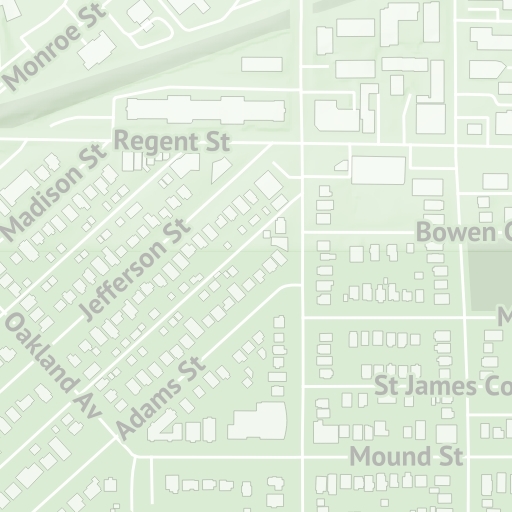 Monroe St
Regent St
Madison St
Jefferson St
Bowen C
M
Oakland Av
Adams St
St James Co
Mound St